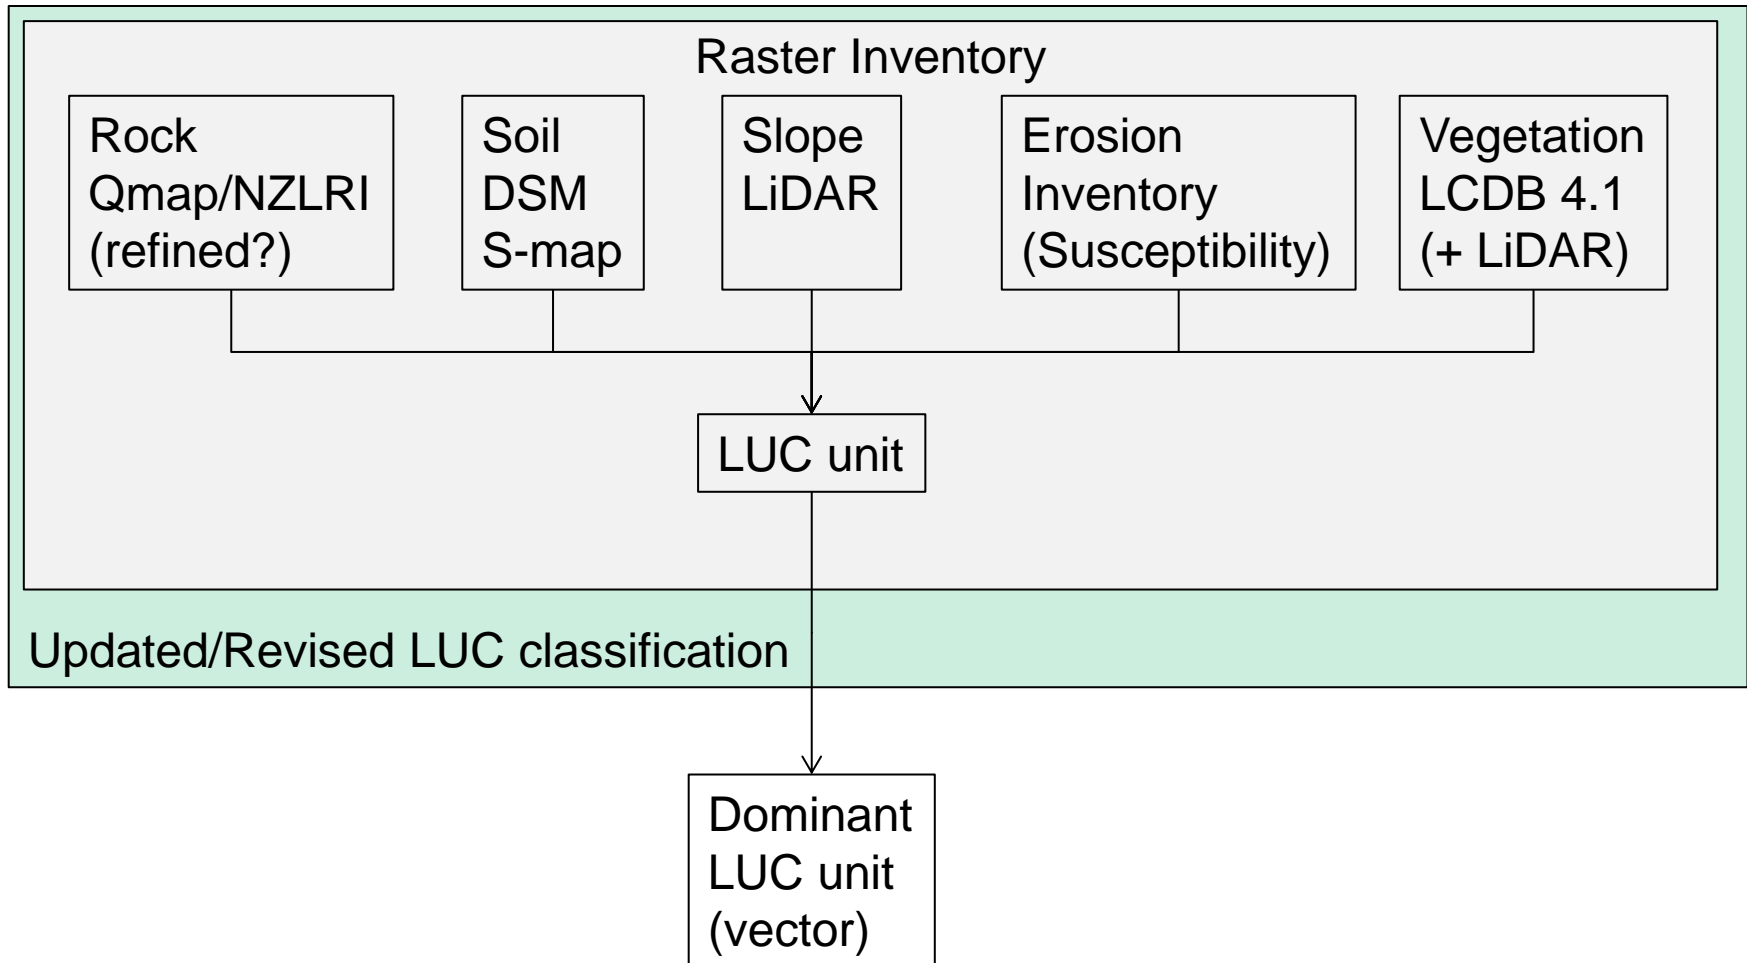 Raster Inventory
Rock
Qmap/NZLRI
(refined?)
Soil
DSM
S-map
Slope
LiDAR
Erosion
Inventory
(Susceptibility)
Vegetation
LCDB 4.1
(+ LiDAR)
LUC unit
Updated/Revised LUC classification
Dominant
LUC unit
(vector)